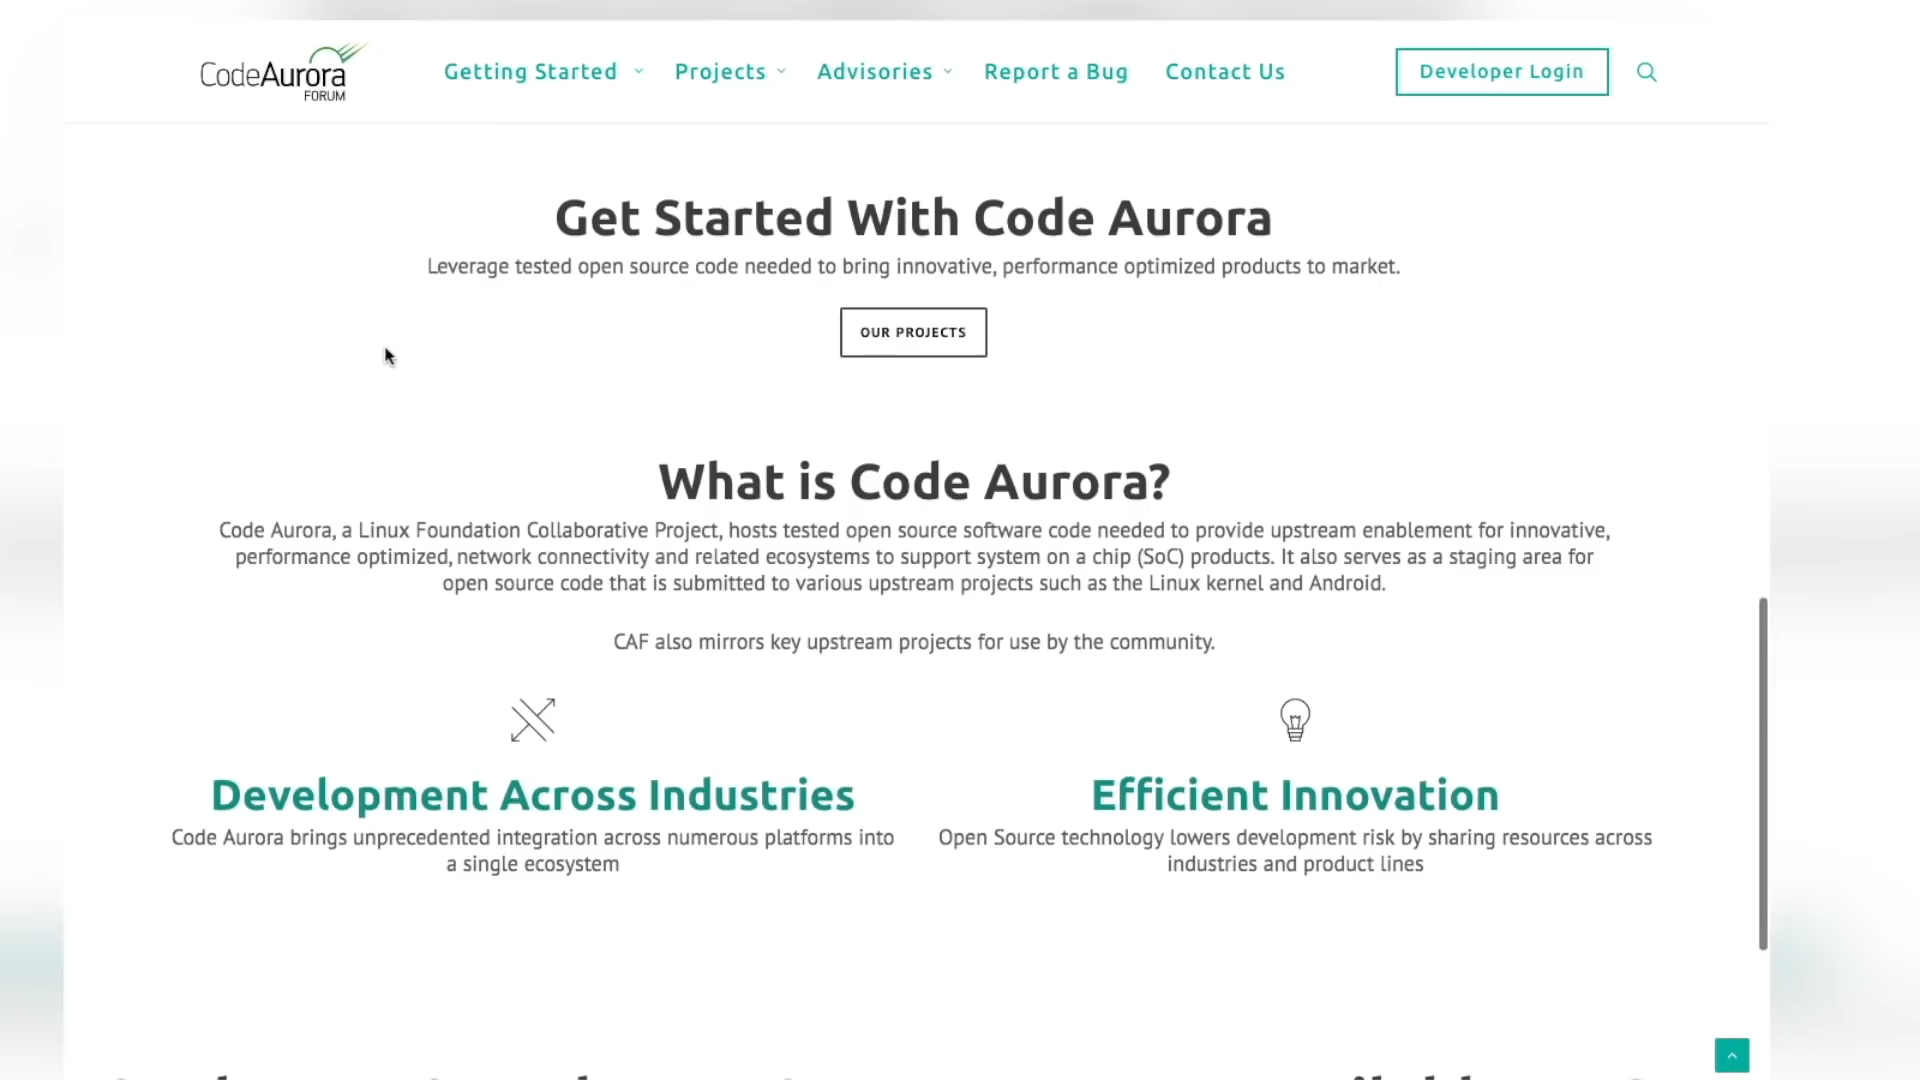 CodeAurora
FORUM
Getting Started
Projects
Advisories
Report a Bug
Contact Us
Developer Login
Get Started With Code Aurora
Leverage tested open source code needed to bring innovative, performance optimized products to market.
OUR PROJECTS
What is Code Aurora?
Code Aurora, a Linux Foundation Collaborative Project, hosts tested open source software code needed to provide upstream enablement for innovative,
performance optimized, network connectivity and related ecosystems to support system on a chip (SoC) products. It also serves as a staging area for
open source code that is submitted to various upstream projects such as the Linux kernel and Android.
CAF also mirrors key upstream projects for use by the community.
Development Across Industries
Code Aurora brings unprecedented integration across numerous platforms into
a single ecosystem
Efficient Innovation
Open Source technology lowers development risk by sharing resources across
industries and product lines